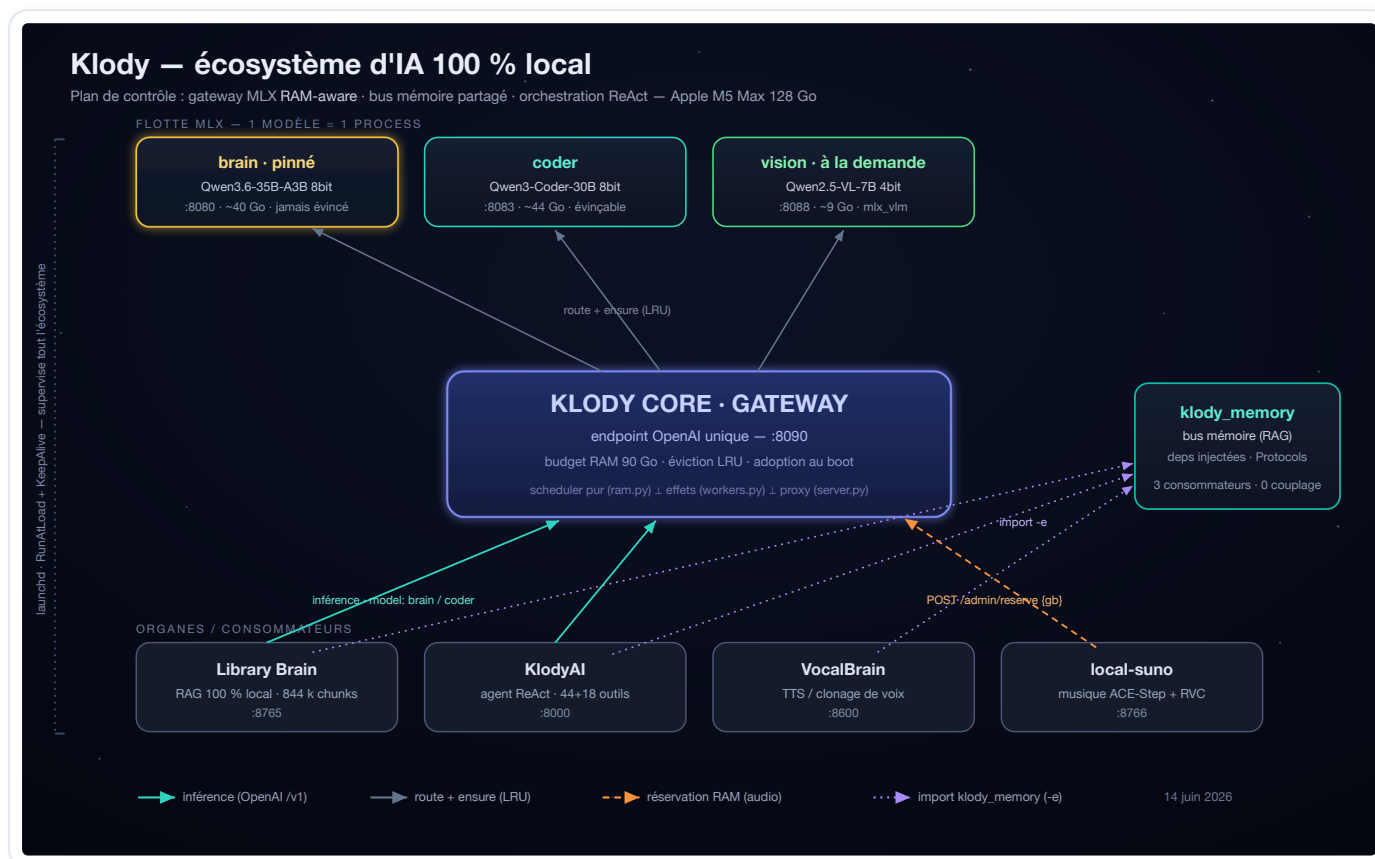 Klody — écosystème d'IA 100 % local
Plan de contrôle : gateway MLX RAM-aware · bus mémoire partagé · orchestration ReAct — Apple M5 Max 128 Go
FLOTTE MLX — 1 MODÈLE = 1 PROCESS
brain · pinné
Qwen3.6-35B-A3B 8bit
:8080 · ~40 Go · jamais évincé
coder
Qwen3-Coder-30B 8bit
:8083 · ~44 Go · évinçable
vision · à la demande
Qwen2.5-VL-7B 4bit
:8088 · ~9 Go · mlx_vlm
launchd · RunAtLoad + KeepAlive — supervise tout l'écosystème
route + ensure (LRU)
KLODY CORE · GATEWAY
endpoint OpenAI unique — :8090
budget RAM 90 Go · éviction LRU · adoption au boot
scheduler pur (ram.py) ⟂ effets (workers.py) ⟂ proxy (server.py)
klody_memory
bus mémoire (RAG)
deps injectées · Protocols
3 consommateurs · 0 couplage
import -e
inférence · model: brain / coder
POST /admin/reserve {gb}
ORGANES / CONSOMMATEURS
Library Brain
RAG 100 % local · 844 k chunks
:8765
KlodyAI
agent ReAct · 44+18 outils
:8000
VocalBrain
TTS / clonage de voix
:8600
local-suno
musique ACE-Step + RVC
:8766
inférence (OpenAI /v1)
route + ensure (LRU)
réservation RAM (audio)
import klody_memory (-e)
14 juin 2026